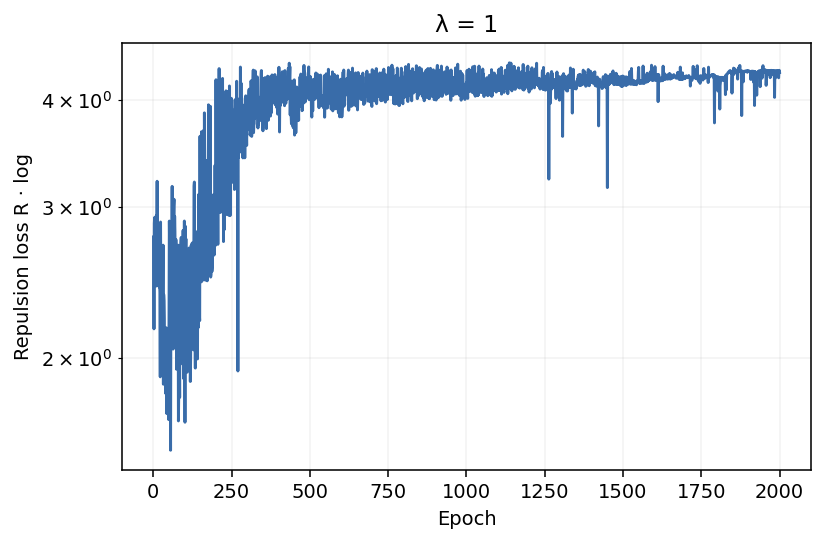 λ = 1
Repulsion loss R · log
4 × 10⁰
3 × 10⁰
2 × 10⁰
0 250 500 750 1000 1250 1500 1750 2000
Epoch